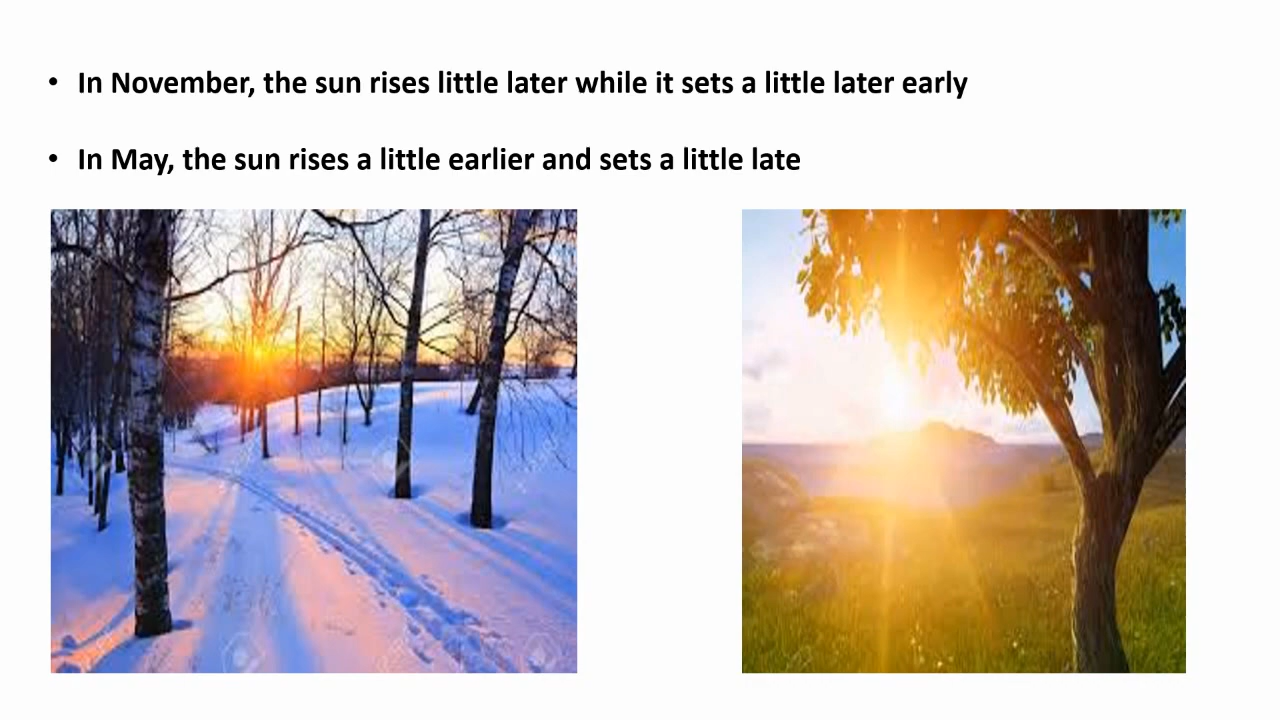 • In November, the sun rises little later while it sets a little later early
• In May, the sun rises a little earlier and sets a little late